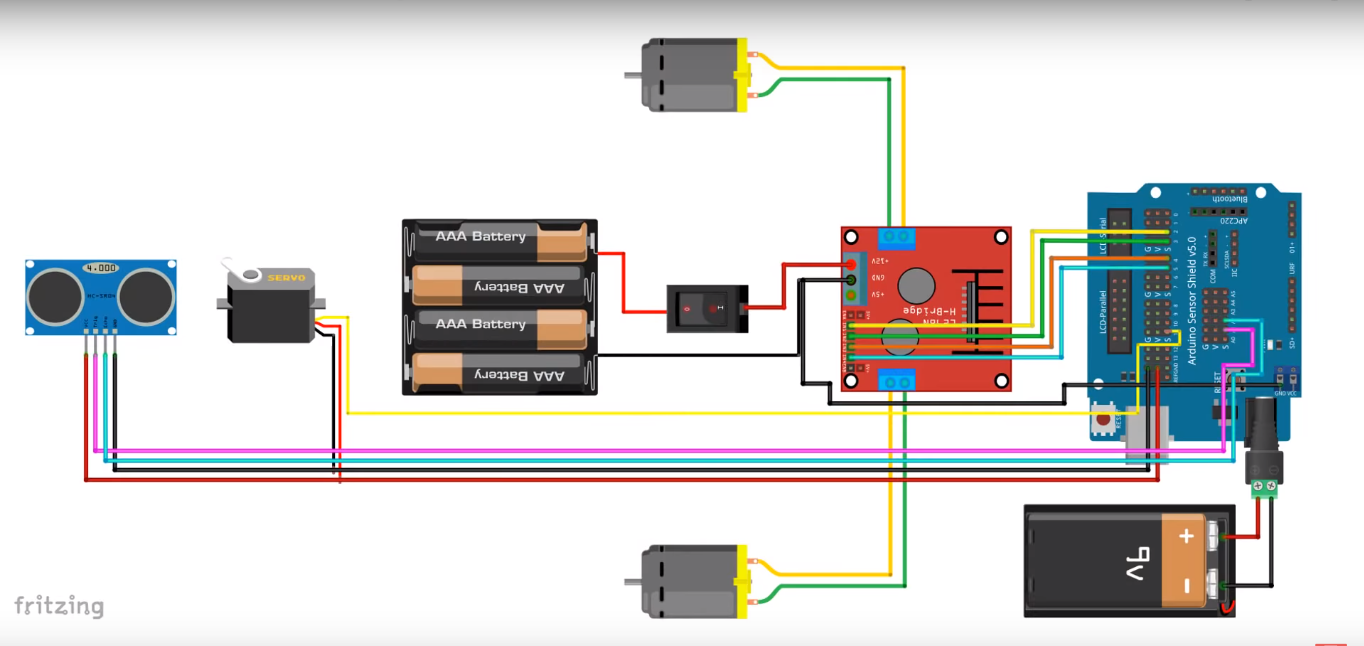 4.000
HC-SR04
SERVO
AAA Battery
AAA Battery
AAA Battery
AAA Battery
+12V
GND
+5V
L298N
H-Bridge
Bluetooth
APC220
LCD-Serial
LCD-Parallel
Arduino Sensor Shield v5.0
COM
IIC
URF
SD+
G
V
S
G
V
S
G
V
S
G
V
S
RESET
GND VCC
9v
+
-
fritzing